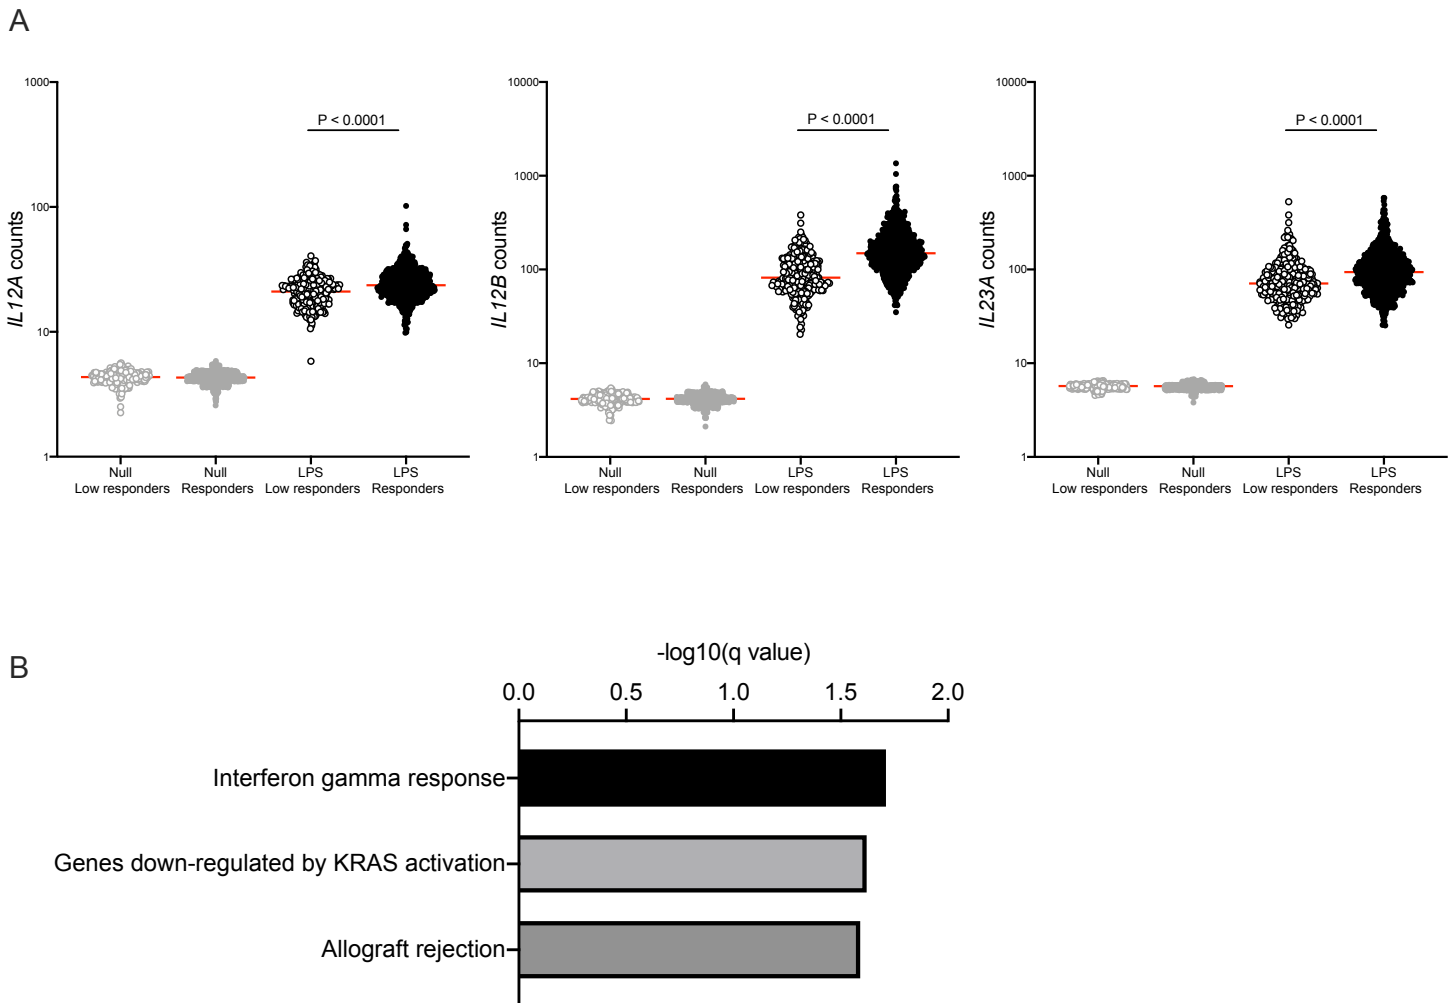 A
1000
100
10
1
IL12A counts
P < 0.0001
Null
Low responders
Null
Responders
LPS
Low responders
LPS
Responders
10000
1000
100
10
1
IL12B counts
P < 0.0001
Null
Low responders
Null
Responders
LPS
Low responders
LPS
Responders
10000
1000
100
10
1
IL23A counts
P < 0.0001
Null
Low responders
Null
Responders
LPS
Low responders
LPS
Responders
B
-log10(q value)
0.0 0.5 1.0 1.5 2.0
Interferon gamma response
Genes down-regulated by KRAS activation
Allograft rejection